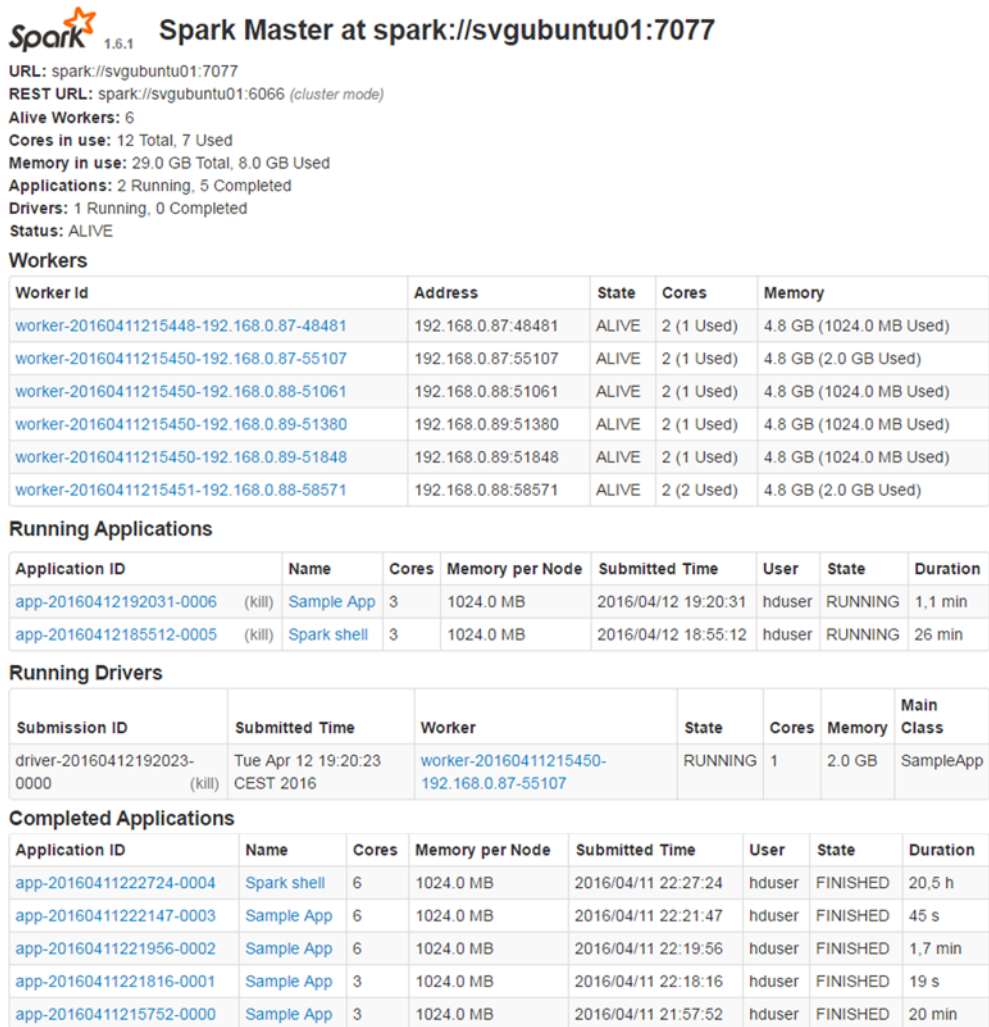 Spark 1.6.1 Spark Master at spark://svgubuntu01:7077
URL: spark://svgubuntu01:7077
REST URL: spark://svgubuntu01:6066 (cluster mode)
Alive Workers: 6
Cores in use: 12 Total, 7 Used
Memory in use: 29.0 GB Total, 8.0 GB Used
Applications: 2 Running, 5 Completed
Drivers: 1 Running, 0 Completed
Status: ALIVE
Workers
Worker Id Address State Cores Memory
worker-20160411215448-192.168.0.87-48481 192.168.0.87:48481 ALIVE 2 (1 Used) 4.8 GB (1024.0 MB Used)
worker-20160411215450-192.168.0.87-55107 192.168.0.87:55107 ALIVE 2 (1 Used) 4.8 GB (2.0 GB Used)
worker-20160411215450-192.168.0.88-51061 192.168.0.88:51061 ALIVE 2 (1 Used) 4.8 GB (1024.0 MB Used)
worker-20160411215450-192.168.0.89-51380 192.168.0.89:51380 ALIVE 2 (1 Used) 4.8 GB (1024.0 MB Used)
worker-20160411215450-192.168.0.89-51848 192.168.0.89:51848 ALIVE 2 (1 Used) 4.8 GB (1024.0 MB Used)
worker-20160411215451-192.168.0.88-58571 192.168.0.88:58571 ALIVE 2 (2 Used) 4.8 GB (2.0 GB Used)
Running Applications
Application ID Name Cores Memory per Node Submitted Time User State Duration
app-20160412192031-0006 (kill) Sample App 3 1024.0 MB 2016/04/12 19:20:31 hduser RUNNING 1,1 min
app-20160412185512-0005 (kill) Spark shell 3 1024.0 MB 2016/04/12 18:55:12 hduser RUNNING 26 min
Running Drivers
Submission ID Submitted Time Worker State Cores Memory Main Class
driver-20160412192023- Tue Apr 12 19:20:23 worker-20160411215450- RUNNING 1 2.0 GB SampleApp
0000 (kill) CEST 2016 192.168.0.87-55107
Completed Applications
Application ID Name Cores Memory per Node Submitted Time User State Duration
app-20160411222724-0004 Spark shell 6 1024.0 MB 2016/04/11 22:27:24 hduser FINISHED 20,5 h
app-20160411222147-0003 Sample App 6 1024.0 MB 2016/04/11 22:21:47 hduser FINISHED 45 s
app-20160411221956-0002 Sample App 6 1024.0 MB 2016/04/11 22:19:56 hduser FINISHED 1,7 min
app-20160411221816-0001 Sample App 3 1024.0 MB 2016/04/11 22:18:16 hduser FINISHED 19 s
app-20160411215752-0000 Sample App 3 1024.0 MB 2016/04/11 21:57:52 hduser FINISHED 20 min